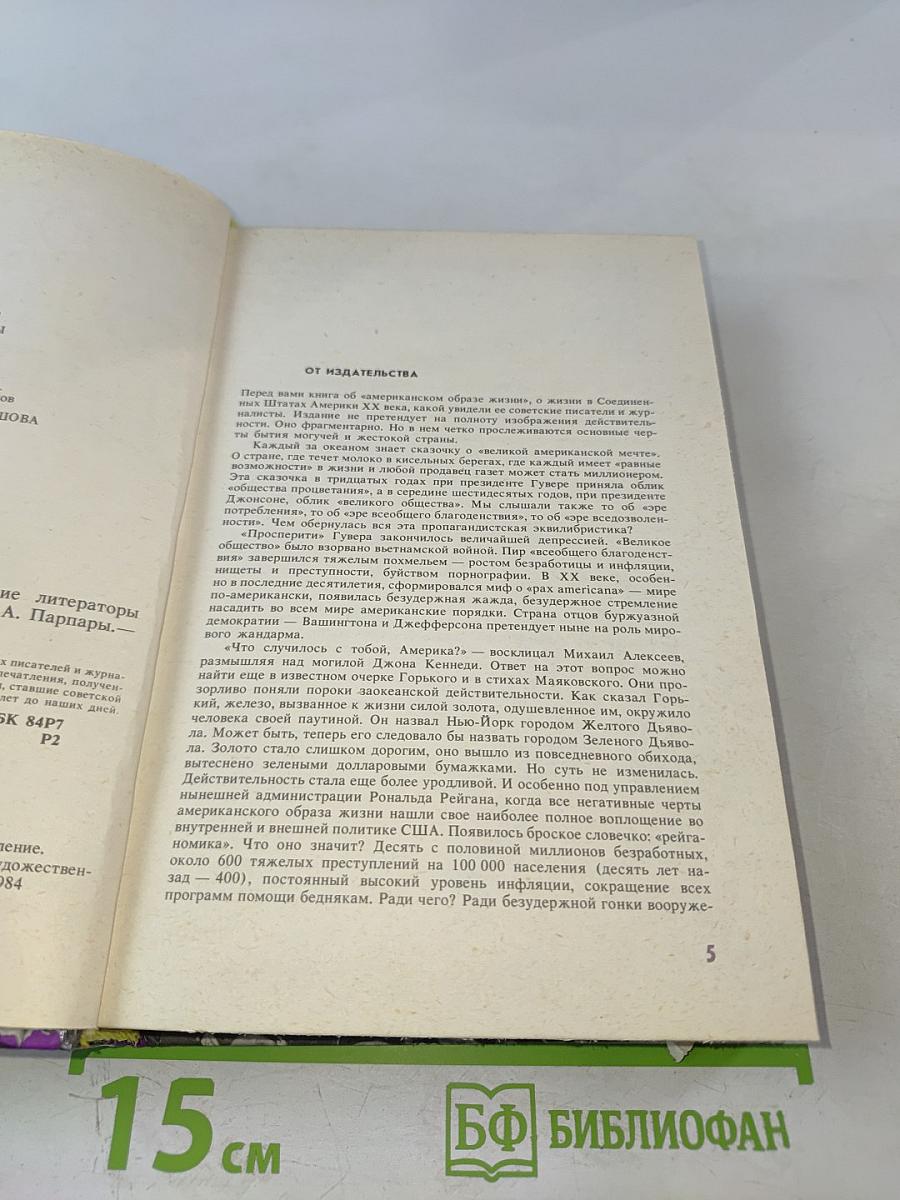 ы
ов
ШОВА
ие литераторы
А. Парпары.—
х писателей и журна-
печатления, получен-
и, ставшие советской
лет до наших дней.
БК 84Р7
Р2
ление.
удожествен-
984
ОТ ИЗДАТЕЛЬСТВА
Перед вами книга об «американском образе жизни», о жизни в Соединен-
ных Штатах Америки XX века, какой увидели ее советские писатели и жур-
налисты. Издание не претендует на полноту изображения действитель-
ности. Оно фрагментарно. Но в нем четко прослеживаются основные чер-
ты бытия могучей и жестокой страны.
Каждый за океаном знает сказочку о «великой американской мечте».
О стране, где течет молоко в кисельных берегах, где каждый имеет «равные
возможности» в жизни и любой продавец газет может стать миллионером.
Эта сказочка в тридцатых годах при президенте Гувере приняла облик
«общества процветания», а в середине шестидесятых годов, при президенте
Джонсоне, облик «великого общества». Мы слышали также то об «эре
потребления», то об «эре всеобщего благоденствия», то об «эре вседозволен-
ности». Чем обернулась вся эта пропагандистская эквилибристика?
«Просперити» Гувера закончилось величайшей депрессией. «Великое
общество» было взорвано вьетнамской войной. Пир «всеобщего благоденст-
вия» завершился тяжелым похмельем — ростом безработицы и инфляции,
нищеты и преступности, буйством порнографии. В XX веке, особен-
но в последние десятилетия, сформировался миф о «pax americana» — мире
по-американски, появилась безудержная жажда, безудержное стремление
насадить во всем мире американские порядки. Страна отцов буржуазной
демократии — Вашингтона и Джефферсона претендует ныне на роль миро-
вого жандарма.
«Что случилось с тобой, Америка?» — восклицал Михаил Алексеев,
размышляя над могилой Джона Кеннеди. Ответ на этот вопрос можно
найти еще в известном очерке Горького и в стихах Маяковского. Они про-
зорливо поняли пороки заокеанской действительности. Как сказал Горь-
кий, железо, вызванное к жизни силой золота, одушевленное им, окружило
человека своей паутиной. Он назвал Нью-Йорк городом Желтого Дьяво-
ла. Может быть, теперь его следовало бы назвать городом Зеленого Дьяво-
ла. Золото стало слишком дорогим, оно вышло из повседневного обихода,
вытеснено зелеными долларовыми бумажками. Но суть не изменилась.
Действительность стала еще более уродливой. И особенно под управлением
нынешней администрации Рональда Рейгана, когда все негативные черты
американского образа жизни нашли свое наиболее полное воплощение во
внутренней и внешней политике США. Появилось броское словечко: «рейга-
номика». Что оно значит? Десять с половиной миллионов безработных,
около 600 тяжелых преступлений на 100 000 населения (десять лет на-
зад — 400), постоянный высокий уровень инфляции, сокращение всех
программ помощи беднякам. Ради чего? Ради безудержной гонки вооруже-
5
15 см
БФ БИБЛИОФАН